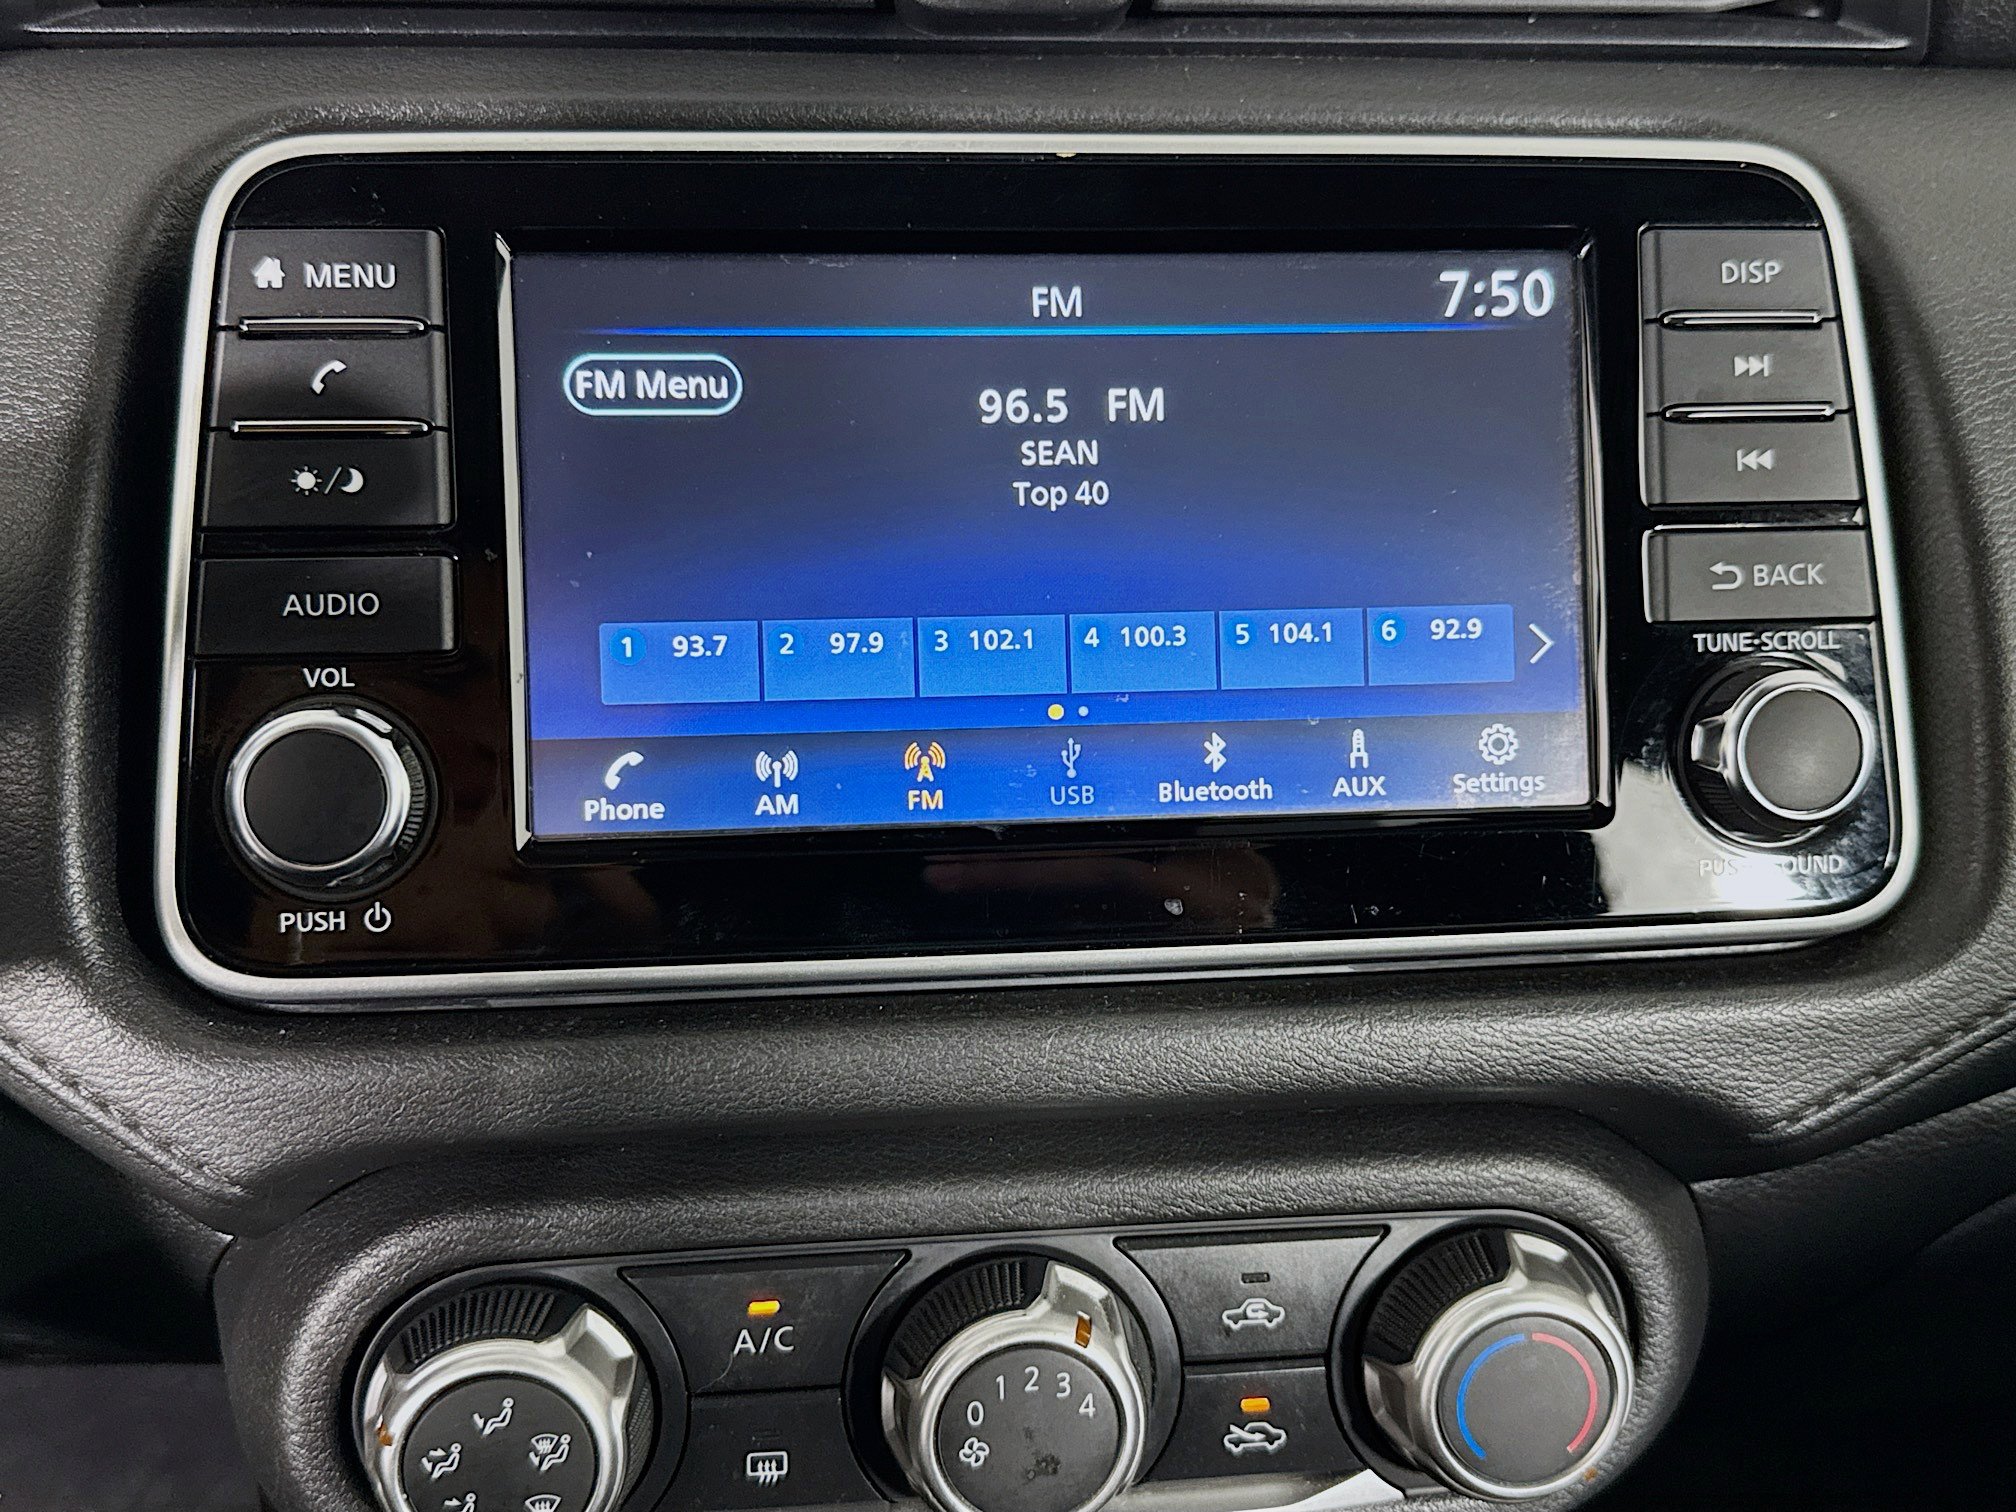 MENU
AUDIO
VOL
PUSH
FM
7:50
FM Menu
96.5 FM
SEAN
Top 40
1 93.7
2 97.9
3 102.1
4 100.3
5 104.1
6 92.9
Phone
AM
FM
USB
Bluetooth
AUX
Settings
DISP
BACK
TUNE·SCROLL
A/C
0 1 2 3 4